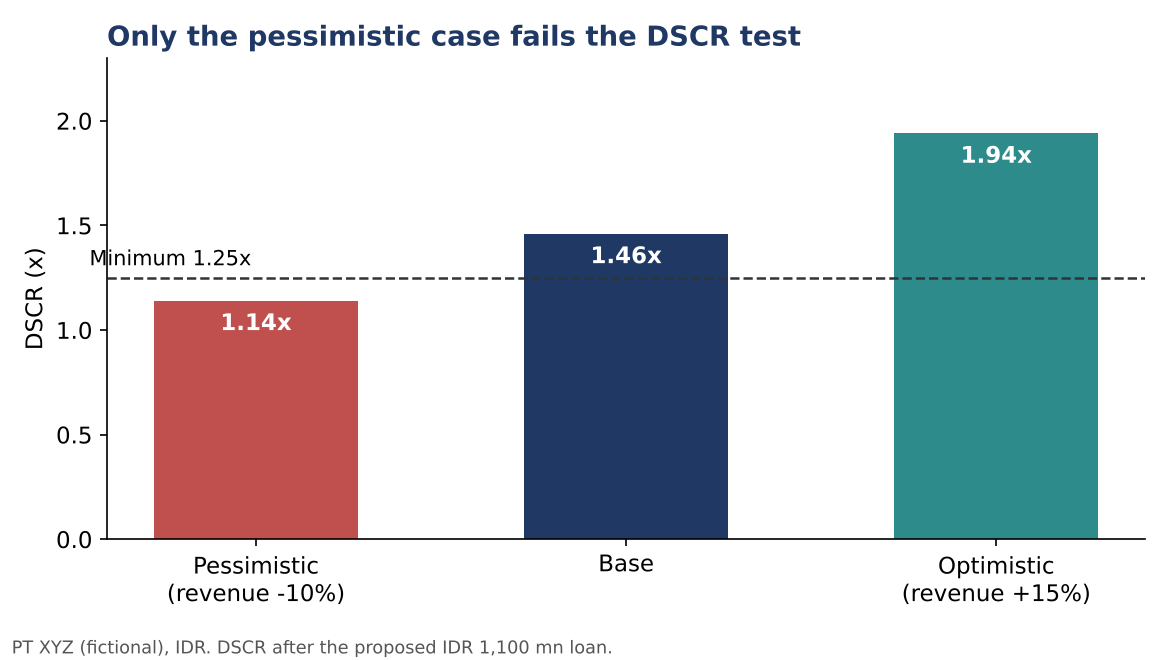 Only the pessimistic case fails the DSCR test
DSCR (x)
2.0
1.5
1.0
0.5
0.0
Minimum 1.25x
1.14x
1.46x
1.94x
Pessimistic
(revenue -10%)
Base
Optimistic
(revenue +15%)
PT XYZ (fictional), IDR. DSCR after the proposed IDR 1,100 mn loan.